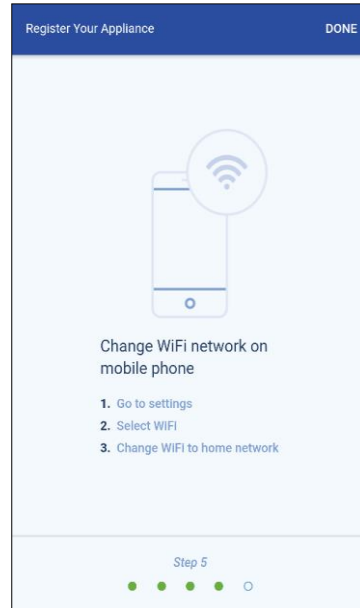 Register Your Appliance DONE
Change WiFi network on
mobile phone
1. Go to settings
2. Select WiFi
3. Change WiFi to home network
Step 5